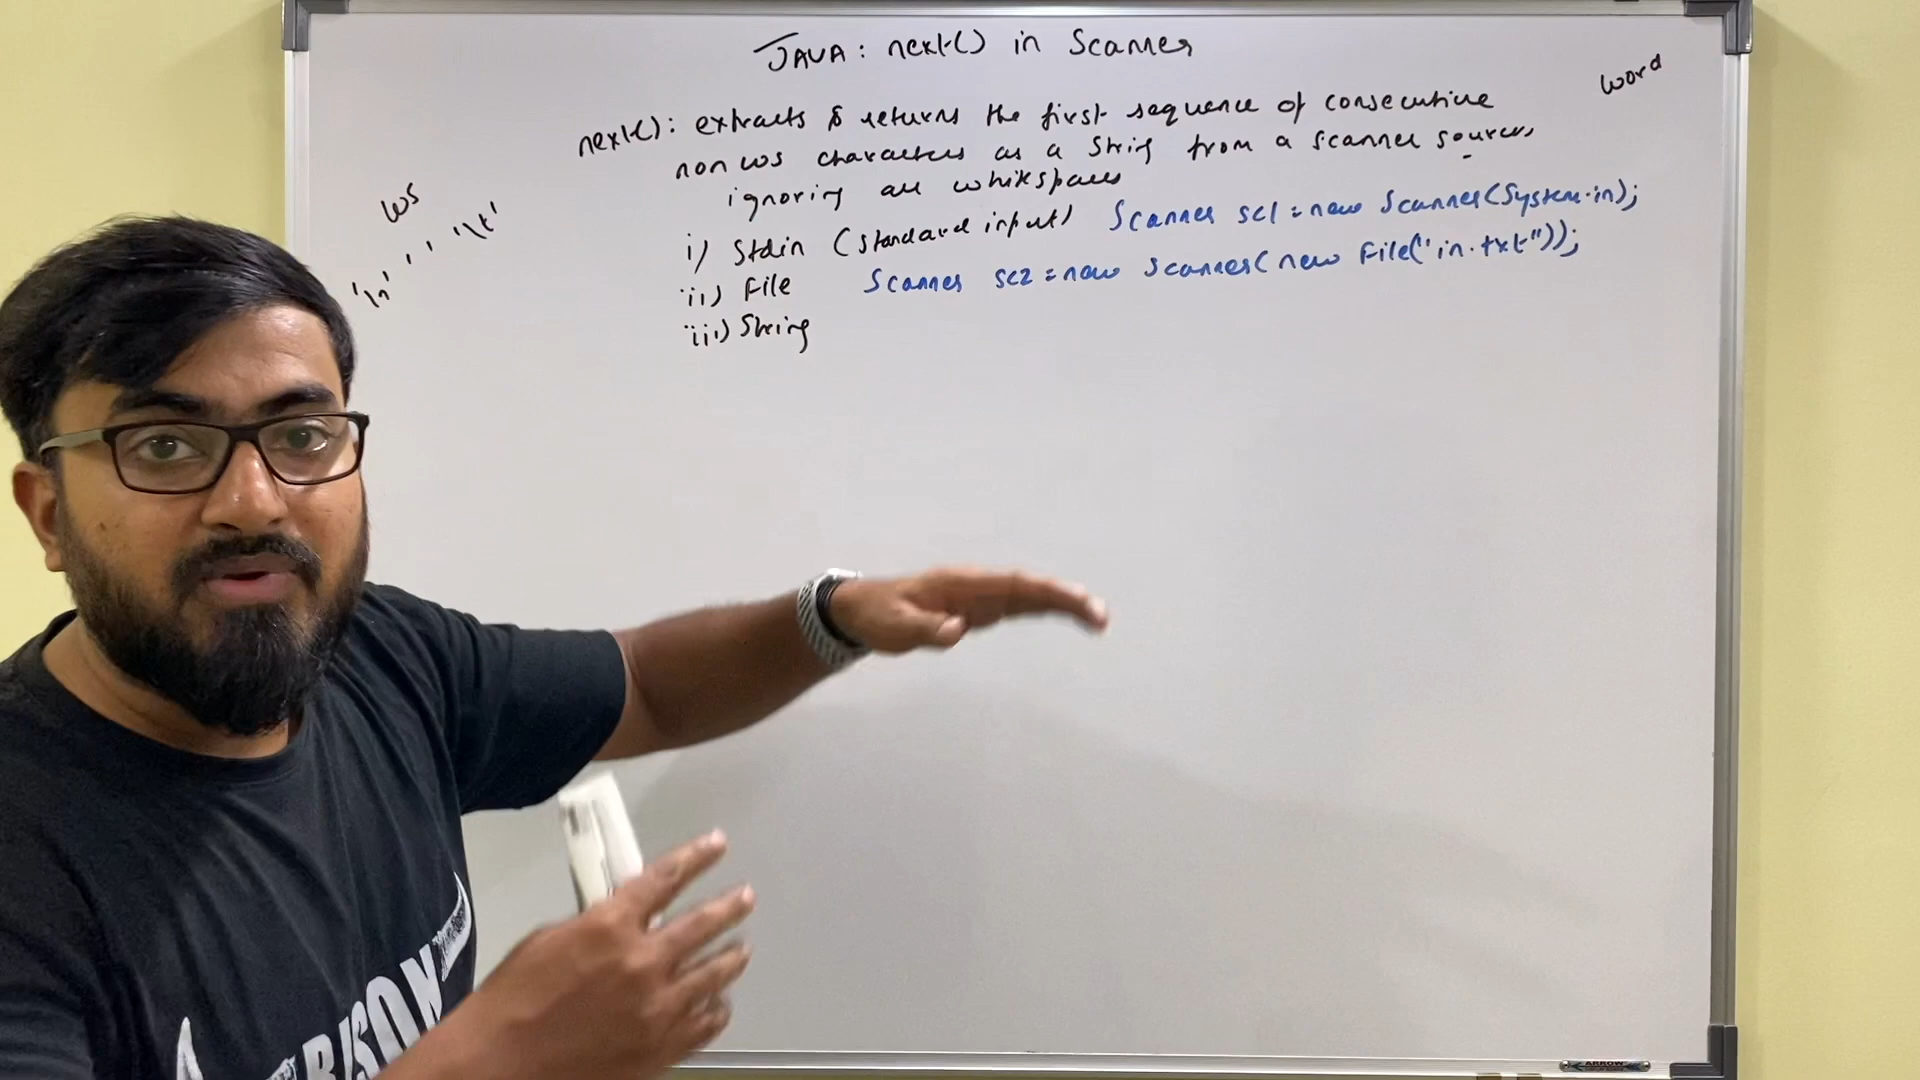 JAVA: next() in Scanner
word
next(): extracts & returns the first sequence of consecutive
non ws characters as a String from a scanner source,
ignoring all whitespaces
ws
'\n' ' ' '\t'
i) Stdin (standard input) Scanner sc1 = new Scanner(System.in);
ii) File Scanner sc2 = new Scanner(new File("in.txt"));
iii) String
ARROW